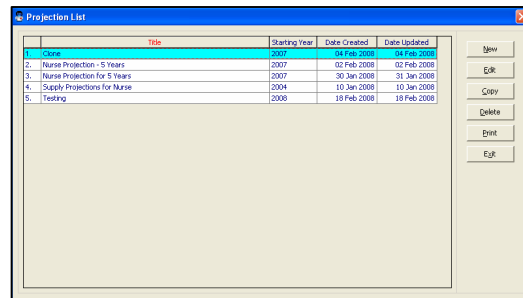 Projection List
Title Starting Year Date Created Date Updated
1. Clone 2007 04 Feb 2008 04 Feb 2008
2. Nurse Projection - 5 Years 2007 02 Feb 2008 02 Feb 2008
3. Nurse Projection for 5 Years 2007 30 Jan 2008 31 Jan 2008
4. Supply Projections for Nurse 2004 10 Jan 2008 10 Jan 2008
5. Testing 2008 18 Feb 2008 18 Feb 2008
New
Edit
Copy
Delete
Print
Exit